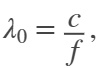 λ₀ = c/f,